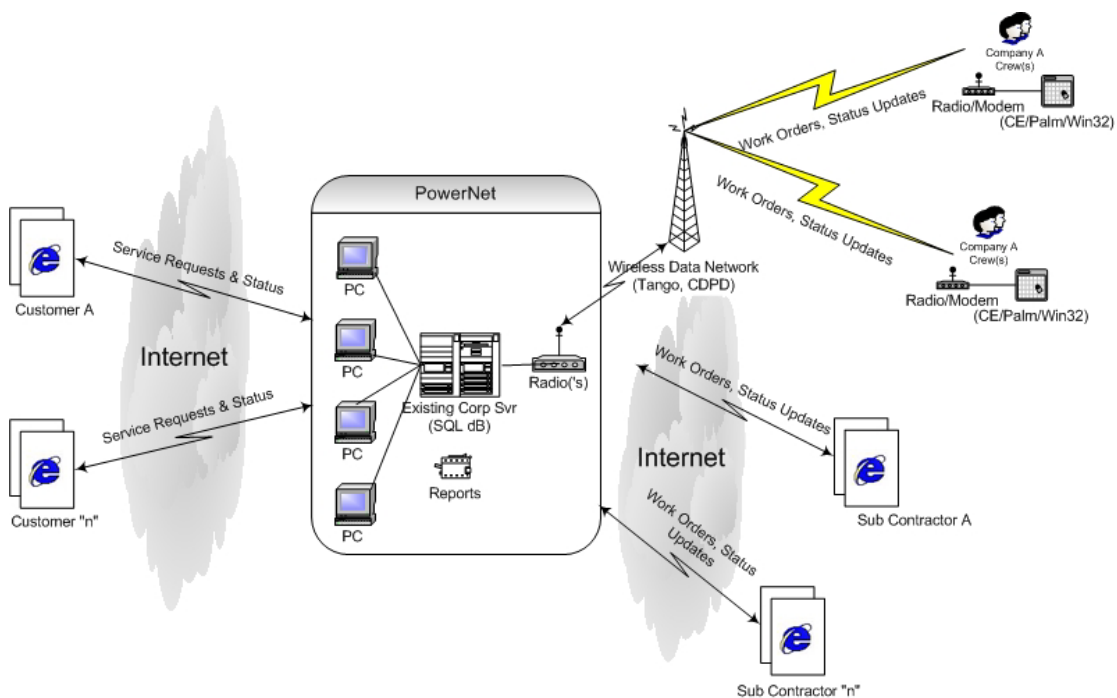 Company A
Crew(s)
Radio/Modem
(CE/Palm/Win32)
Work Orders, Status Updates
Work Orders, Status Updates
Company A
Crew(s)
Radio/Modem
(CE/Palm/Win32)
Wireless Data Network
(Tango, CDPD)
PowerNet
PC
PC
PC
PC
Existing Corp Svr
(SQL dB)
Radio('s)
Reports
Service Requests & Status
Customer A
Internet
Service Requests & Status
Customer "n"
Work Orders, Status Updates
Internet
Sub Contractor A
Work Orders, Status
Updates
Sub Contractor "n"